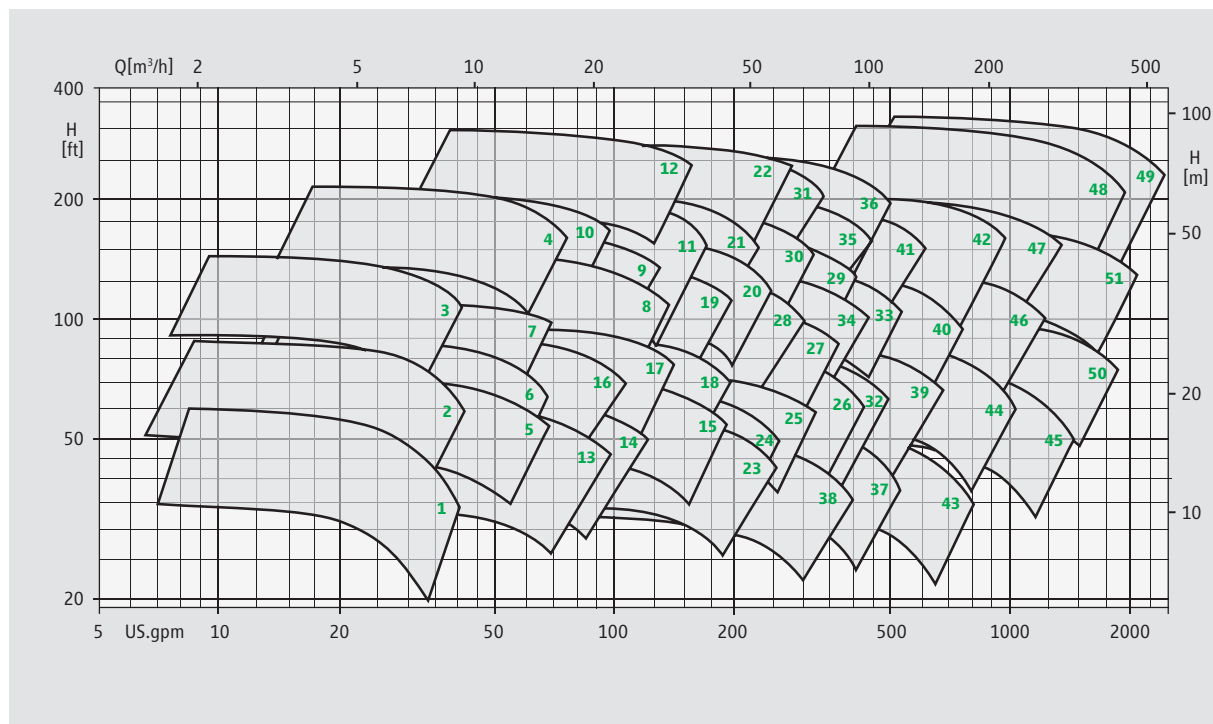 Q[m³/h] 2 5 10 20 50 100 200 500
400
100
H
[ft]
H
[m]
12 22 31 48 49
200
36
4 10 11 21 35 41 42 47 50
9 30 29 51
3 8 19 20
100
7 28 34 33 40 46
17 27
6 16 18 26 32 39 50 20
2 5 15 25 44
50
13 14 24 23 45
1 38 37 43 10
20
5 US.gpm 10 20 50 100 200 500 1000 2000